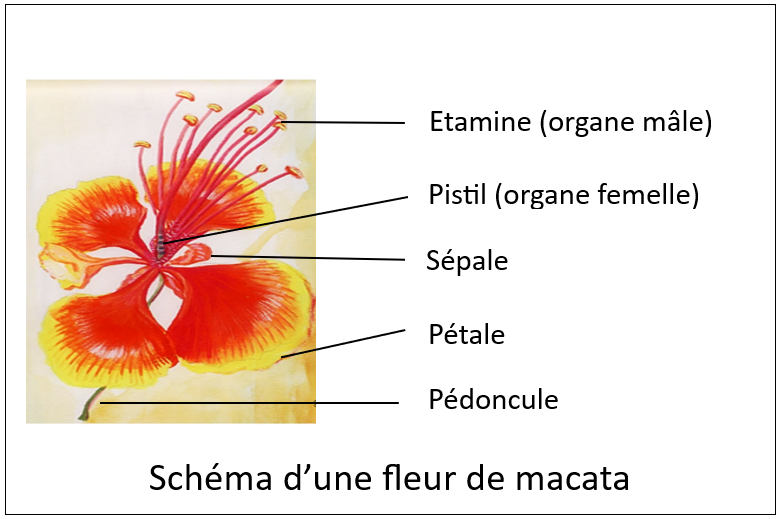 Etamine (organe mâle)
Pistil (organe femelle)
Sépale
Pétale
Pédoncule
Schéma d’une fleur de macata